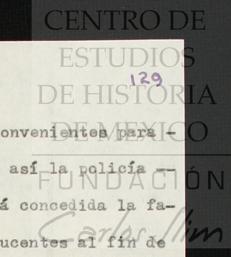 CENTRO DE
ESTUDIOS
129
DE HISTORIA
onvenientes para -
DE MEXICO
así la policía --
FUNDACIÓN
á concedida la fa-
Carlos Slim
ucentes al fin de